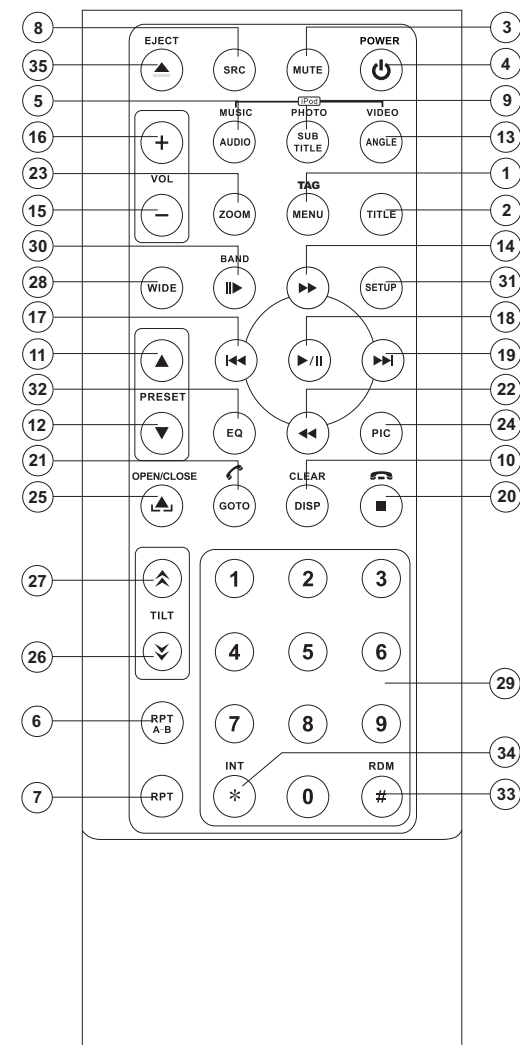 8
3
EJECT
POWER
35
SRC
MUTE
4
5
iPod
9
MUSIC
PHOTO
VIDEO
16
+
AUDIO
SUB
TITLE
ANGLE
13
23
VOL
TAG
1
15
−
ZOOM
MENU
TITLE
2
30
BAND
14
28
WIDE
SETUP
31
17
18
11
19
32
PRESET
22
12
EQ
PIC
24
21
10
OPEN/CLOSE
CLEAR
25
GOTO
DISP
20
27
1
2
3
TILT
26
4
5
6
29
6
RPT
A-B
7
8
9
34
INT
RDM
7
RPT
*
0
#
33